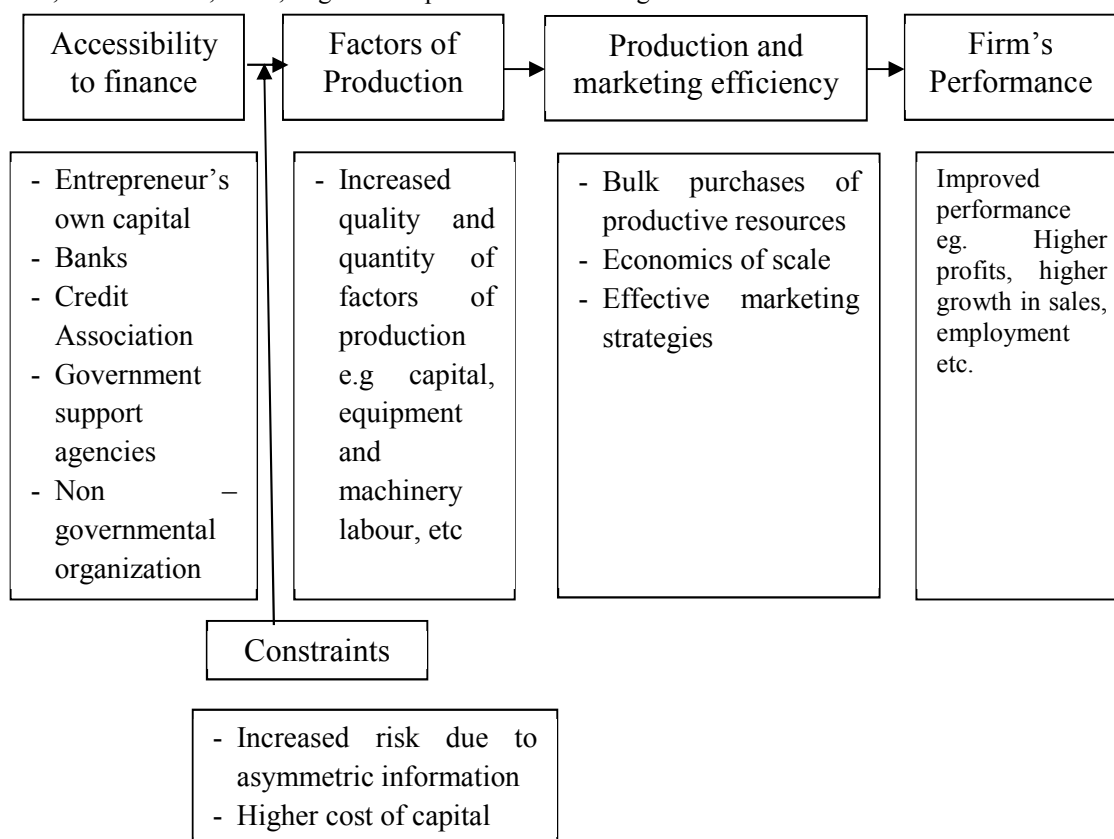 Accessibility
to finance
Factors of
Production
Production and
marketing efficiency
Firm's
Performance
- Entrepreneur's
own capital
- Banks
- Credit
Association
- Government
support
agencies
- Non –
governmental
organization
- Increased
quality and
quantity of
factors of
production
e.g capital,
equipment
and
machinery
labour, etc
- Bulk purchases of
productive resources
- Economics of scale
- Effective marketing
strategies
Improved
performance
eg. Higher
profits, higher
growth in sales,
employment
etc.
Constraints
- Increased risk due to
asymmetric information
- Higher cost of capital